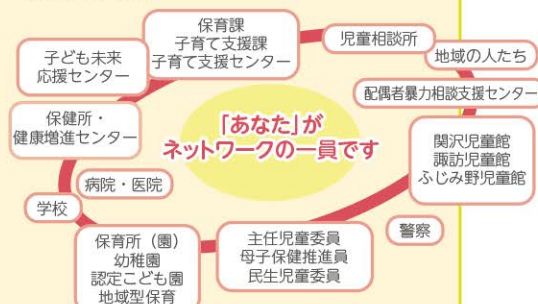 保育課
子育て支援課
子育て支援センター
児童相談所
地域の人たち
子ども未来
応援センター
配偶者暴力相談支援センター
保健所・
健康増進センター
「あなた」が
ネットワークの一員です
関沢児童館
諏訪児童館
ふじみ野児童館
病院・医院
学校
警察
保育所（園）
幼稚園
認定こども園
地域型保育
主任児童委員
母子保健推進員
民生児童委員